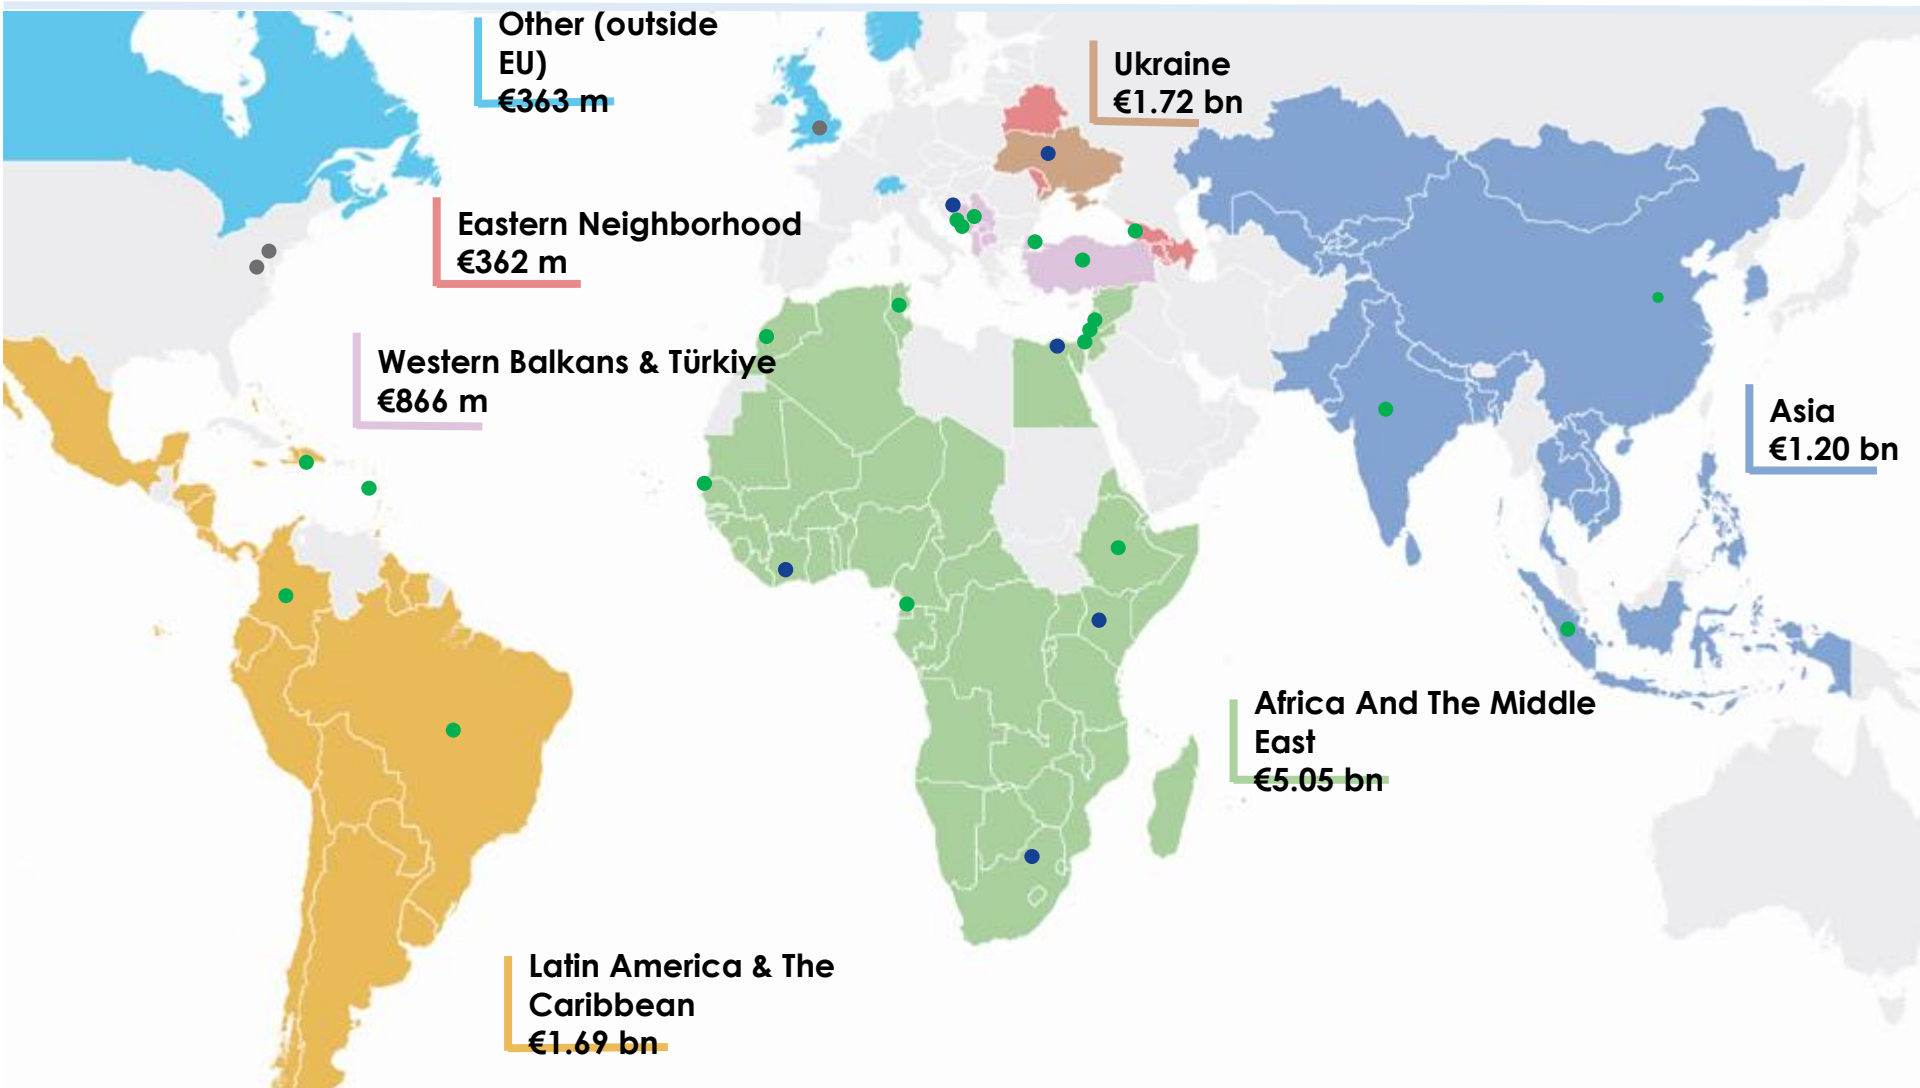 Other (outside
EU)
€363 m
Ukraine
€1.72 bn
Eastern Neighborhood
€362 m
Western Balkans & Türkiye
€866 m
Asia
€1.20 bn
Africa And The Middle
East
€5.05 bn
Latin America & The
Caribbean
€1.69 bn